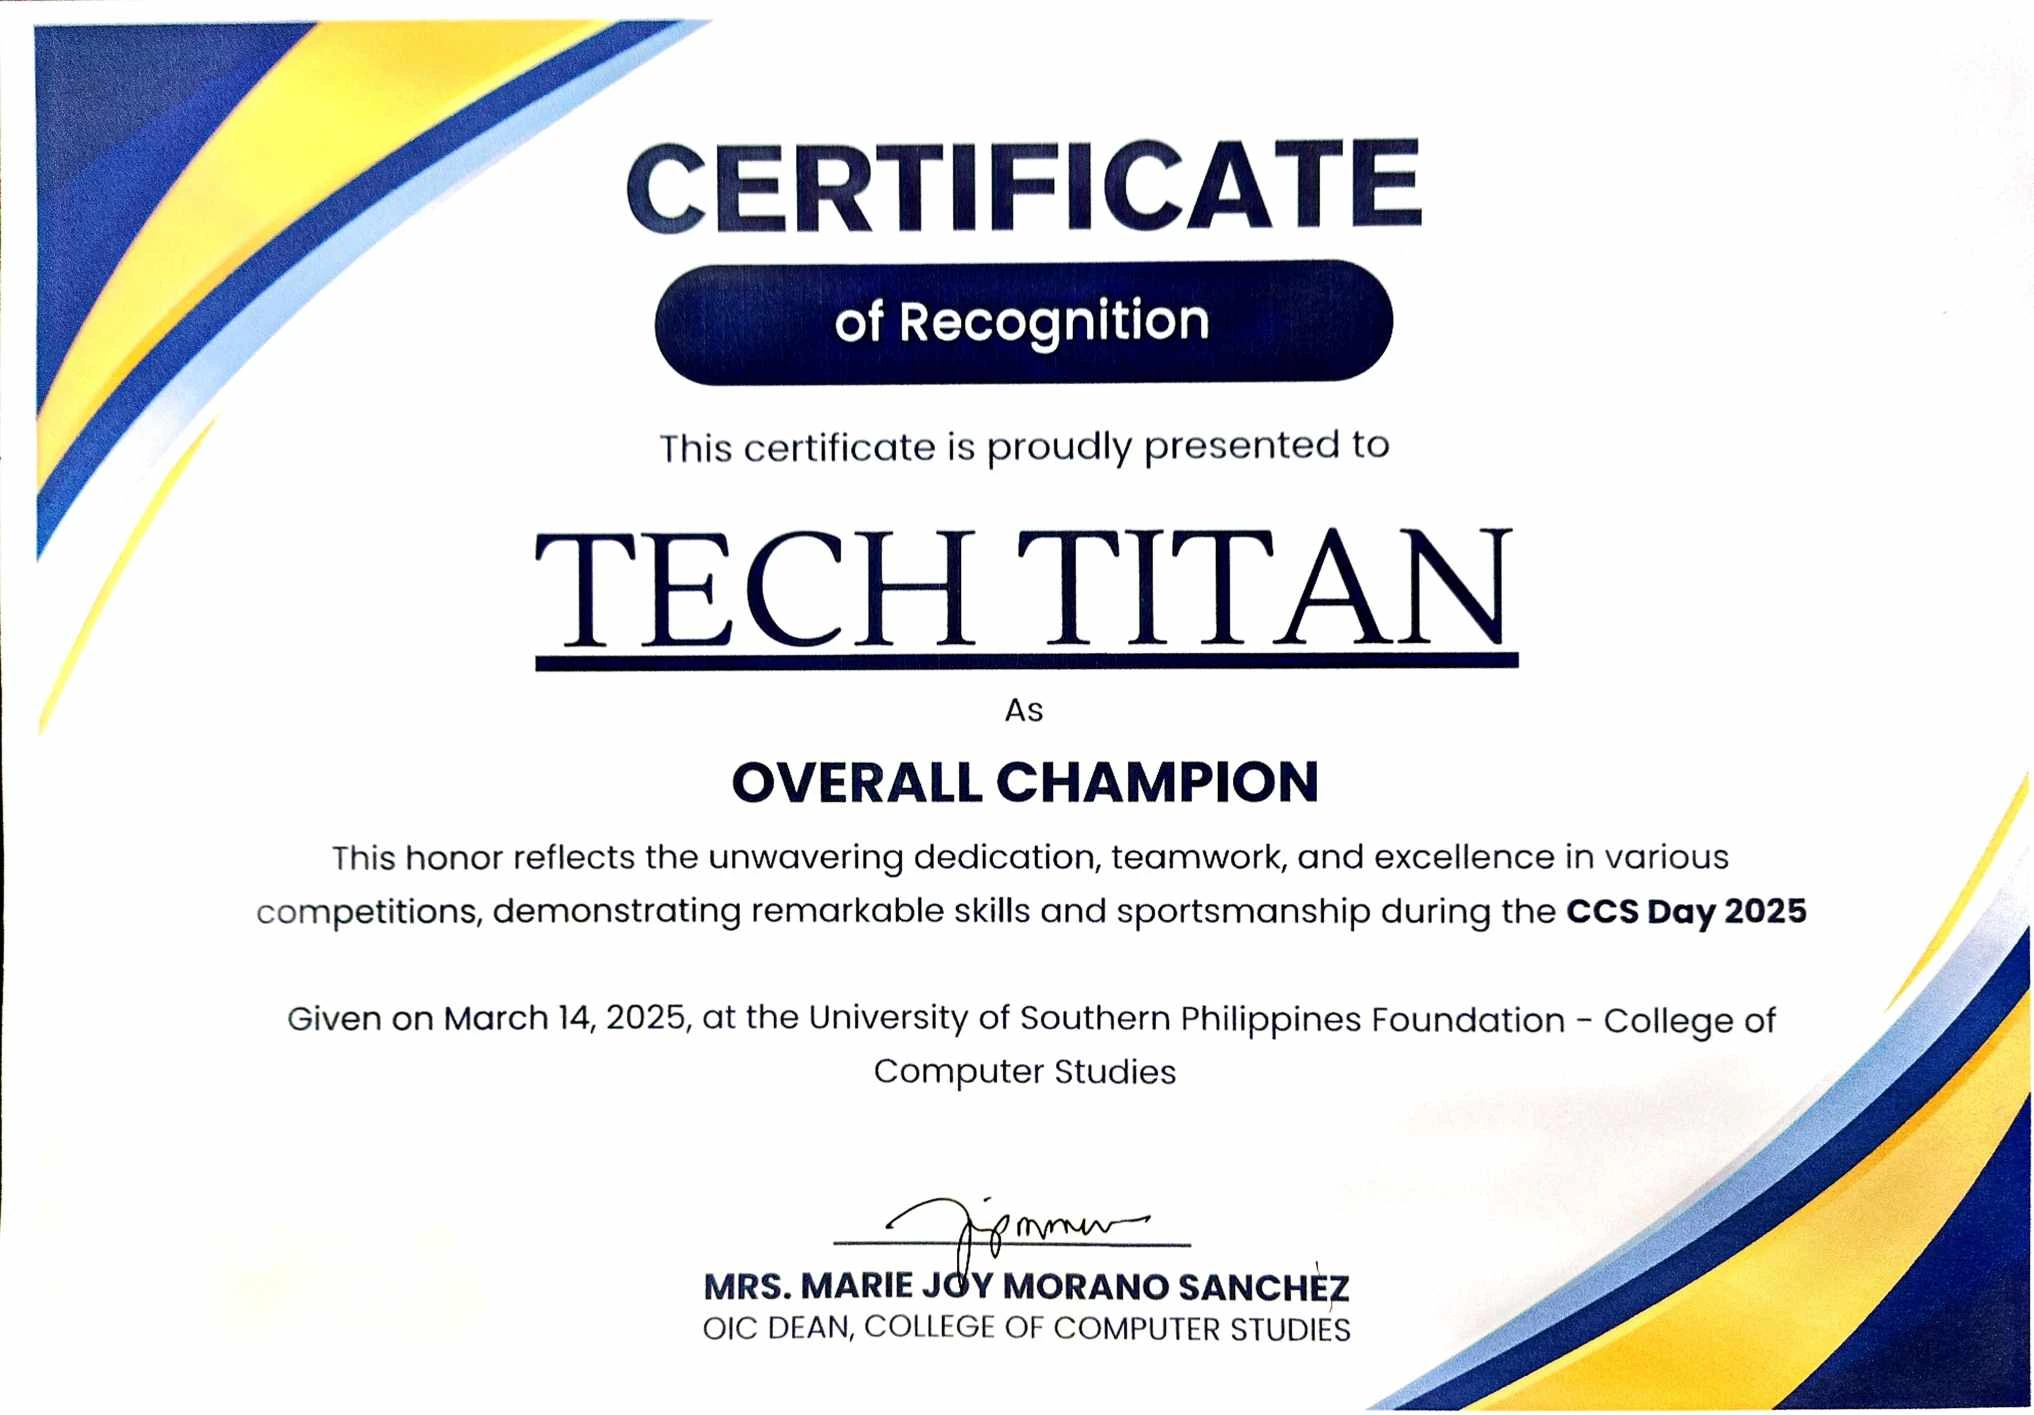 CERTIFICATE
of Recognition
This certificate is proudly presented to
TECH TITAN
As
OVERALL CHAMPION
This honor reflects the unwavering dedication, teamwork, and excellence in various
competitions, demonstrating remarkable skills and sportsmanship during the CCS Day 2025
Given on March 14, 2025, at the University of Southern Philippines Foundation - College of
Computer Studies
MRS. MARIE JOY MORANO SANCHEZ
OIC DEAN, COLLEGE OF COMPUTER STUDIES